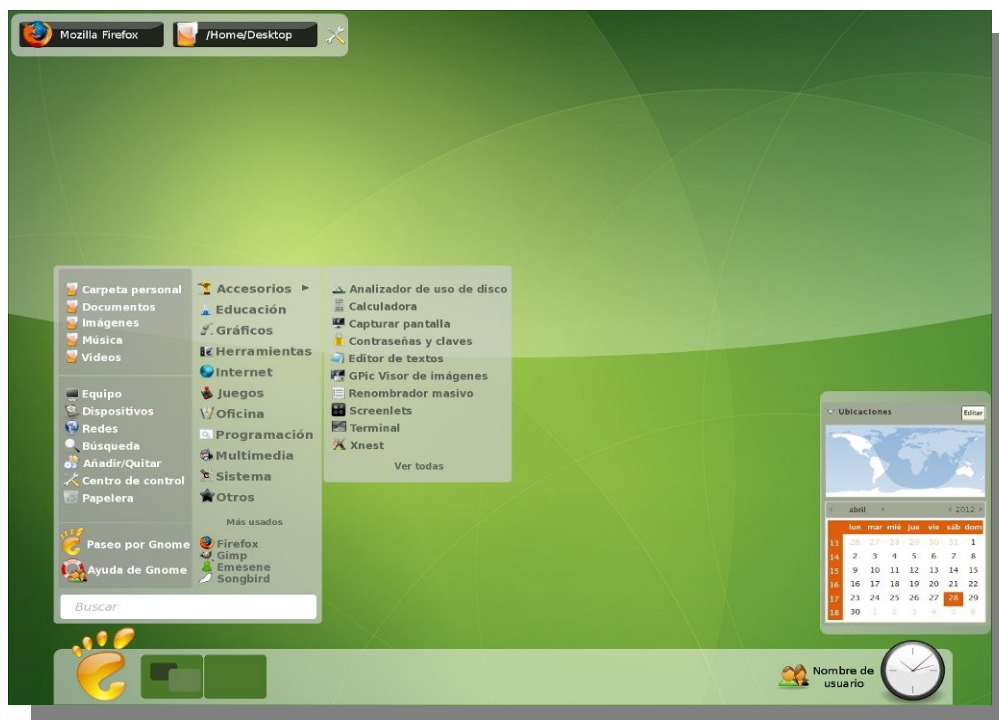 Mozilla Firefox
/Home/Desktop
Carpeta personal
Documentos
Imágenes
Música
Videos
Equipo
Dispositivos
Redes
Búsqueda
Añadir/Quitar
Centro de control
Papelera
Paseo por Gnome
Ayuda de Gnome
Buscar
Accesorios
Educación
Gráficos
Herramientas
Internet
Juegos
Oficina
Programación
Multimedia
Sistema
Otros
Más usados
Firefox
Gimp
Emesene
Songbird
Analizador de uso de disco
Calculadora
Capturar pantalla
Contraseñas y claves
Editor de textos
GPic Visor de imágenes
Renombrador masivo
Screenlets
Terminal
Xnest
Ver todas
Ubicaciones
Editar
abril 2012
lun mar mié jue vie sáb dom
13 26 27 28 29 30 31 1
14 2 3 4 5 6 7 8
15 9 10 11 12 13 14 15
16 16 17 18 19 20 21 22
17 23 24 25 26 27 28 29
18 30 1 2 3 4 5 6
Nombre de
usuario